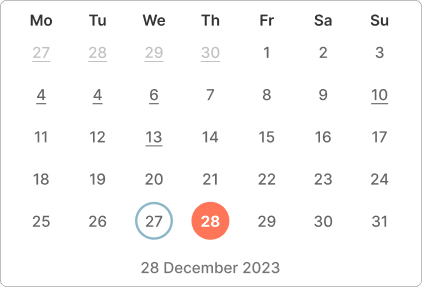 Mo Tu We Th Fr Sa Su
27 28 29 30 1 2 3
4 4 6 7 8 9 10
11 12 13 14 15 16 17
18 19 20 21 22 23 24
25 26 27 28 29 30 31
28 December 2023